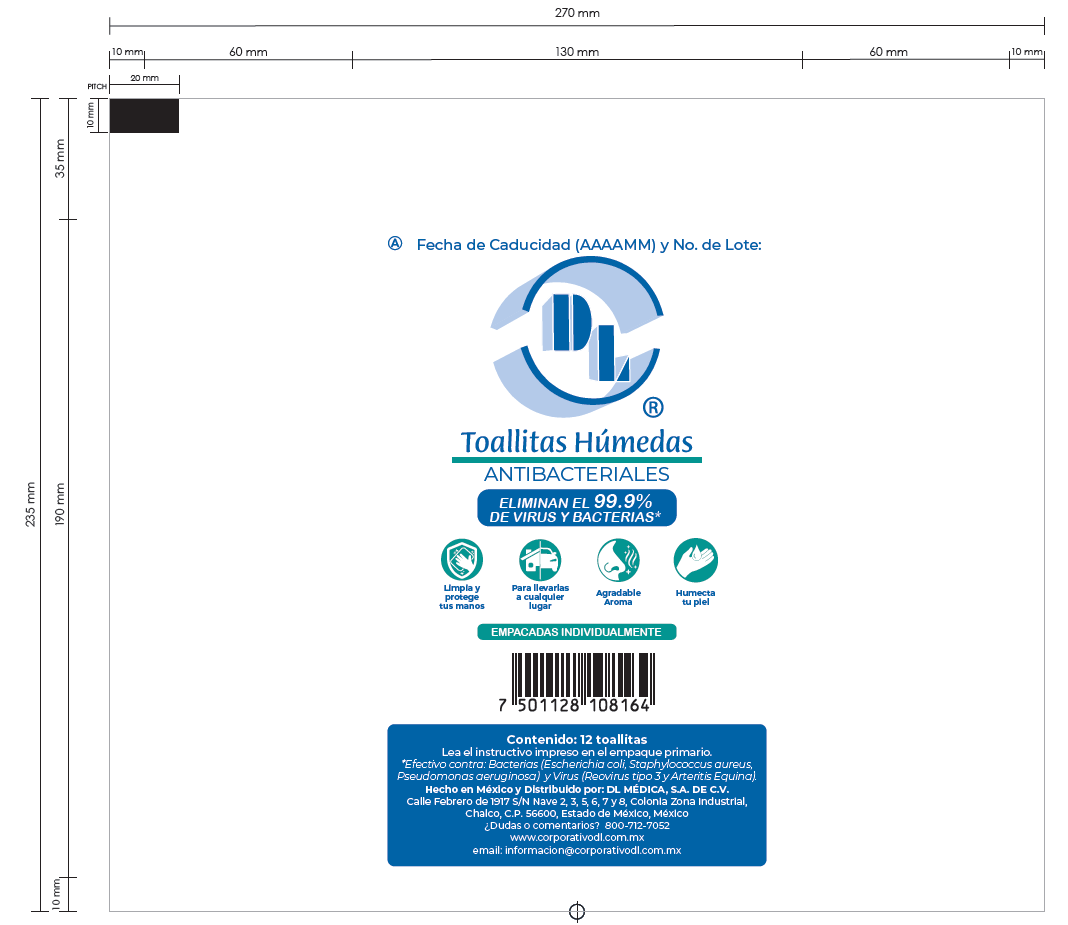 270 mm
10 mm 60 mm 130 mm 60 mm 10 mm
20 mm
PITCH
10 mm
35 mm
235 mm
190 mm
10 mm
Ⓐ Fecha de Caducidad (AAAAMM) y No. de Lote:
DL
®
Toallitas Húmedas
ANTIBACTERIALES
ELIMINAN EL 99.9%
DE VIRUS Y BACTERIAS*
Limpia y
protege
tus manos
Para llevarlas
a cualquier
lugar
Agradable
Aroma
Humecta
tu piel
EMPACADAS INDIVIDUALMENTE
7 501128 108164
Contenido: 12 toallitas
Lea el instructivo impreso en el empaque primario.
*Efectivo contra: Bacterias (Escherichia coli, Staphylococcus aureus,
Pseudomonas aeruginosa) y Virus (Reovirus tipo 3 y Arteritis Equina).
Hecho en México y Distribuido por: DL MÉDICA, S.A. DE C.V.
Calle Febrero de 1917 S/N Nave 2, 3, 5, 6, 7 y 8, Colonia Zona Industrial,
Chalco, C.P. 56600, Estado de México, México
¿Dudas o comentarios? 800-712-7052
www.corporativodl.com.mx
email: informacion@corporativodl.com.mx